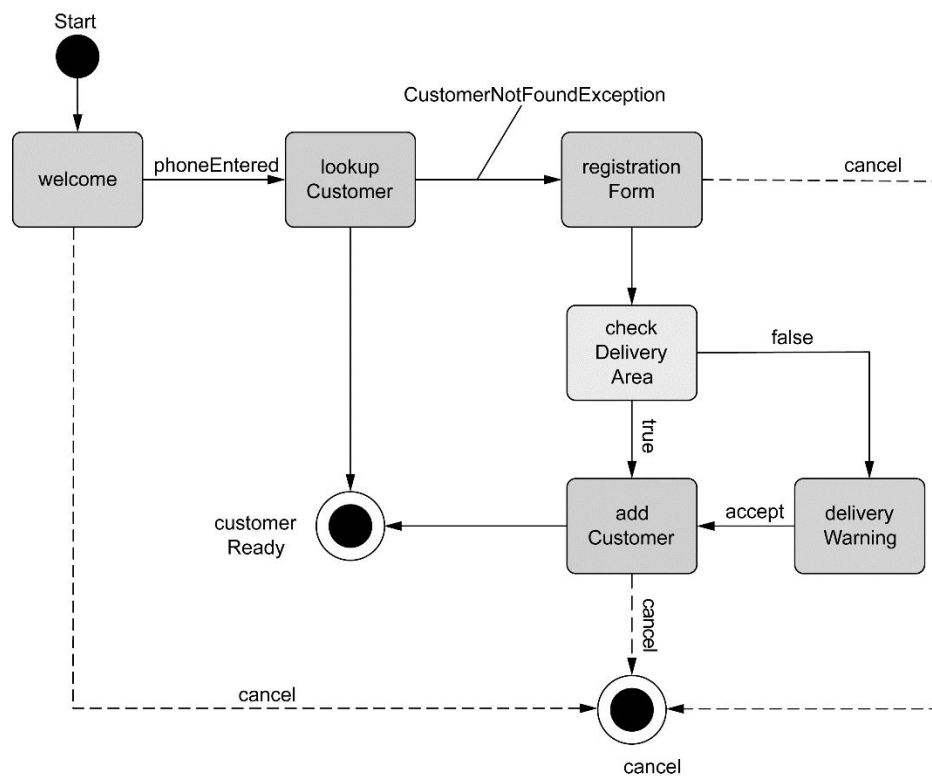 Start
CustomerNotFoundException
welcome
phoneEntered
lookup
Customer
registration
Form
cancel
check
Delivery
Area
false
true
customer
Ready
add
Customer
accept
delivery
Warning
cancel
cancel
cancel